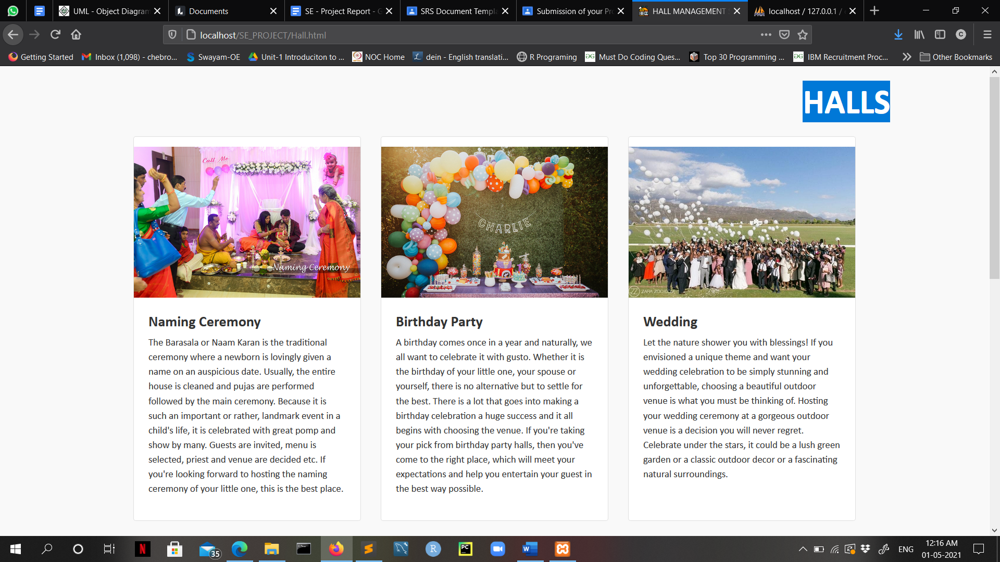 UML - Object Diagram
Documents
SE - Project Report - G
SRS Document Templa
Submission of your Pr
HALL MANAGEMENT
localhost / 127.0.0.1 /
localhost/SE_PROJECT/Hall.html
Getting Started
Inbox (1,098) - chebro...
Swayam-OE
Unit-1 Introduciton to ...
NOC Home
dein - English translati...
R Programing
Must Do Coding Ques...
Top 30 Programming ...
IBM Recruitment Proc...
Other Bookmarks
HALLS
Call Me
Naming Ceremony
CHARLIE
ZARA ZOO.COM
Naming Ceremony
The Barasala or Naam Karan is the traditional
ceremony where a newborn is lovingly given a
name on an auspicious date. Usually, the entire
house is cleaned and pujas are performed
followed by the main ceremony. Because it is
such an important or rather, landmark event in a
child's life, it is celebrated with great pomp and
show by many. Guests are invited, menu is
selected, priest and venue are decided etc. If
you're looking forward to hosting the naming
ceremony of your little one, this is the best place.
Birthday Party
A birthday comes once in a year and naturally, we
all want to celebrate it with gusto. Whether it is
the birthday of your little one, your spouse or
yourself, there is no alternative but to settle for
the best. There is a lot that goes into making a
birthday celebration a huge success and it all
begins with choosing the venue. If you're taking
your pick from birthday party halls, then you've
come to the right place, which will meet your
expectations and help you entertain your guest in
the best way possible.
Wedding
Let the nature shower you with blessings! If you
envisioned a unique theme and want your
wedding celebration to be simply stunning and
unforgettable, choosing a beautiful outdoor
venue is what you must be thinking of. Hosting
your wedding ceremony at a gorgeous outdoor
venue is a decision you will never regret.
Celebrate under the stars, it could be a lush green
garden or a classic outdoor decor or a fascinating
natural surroundings.
35
ENG
12:16 AM
01-05-2021